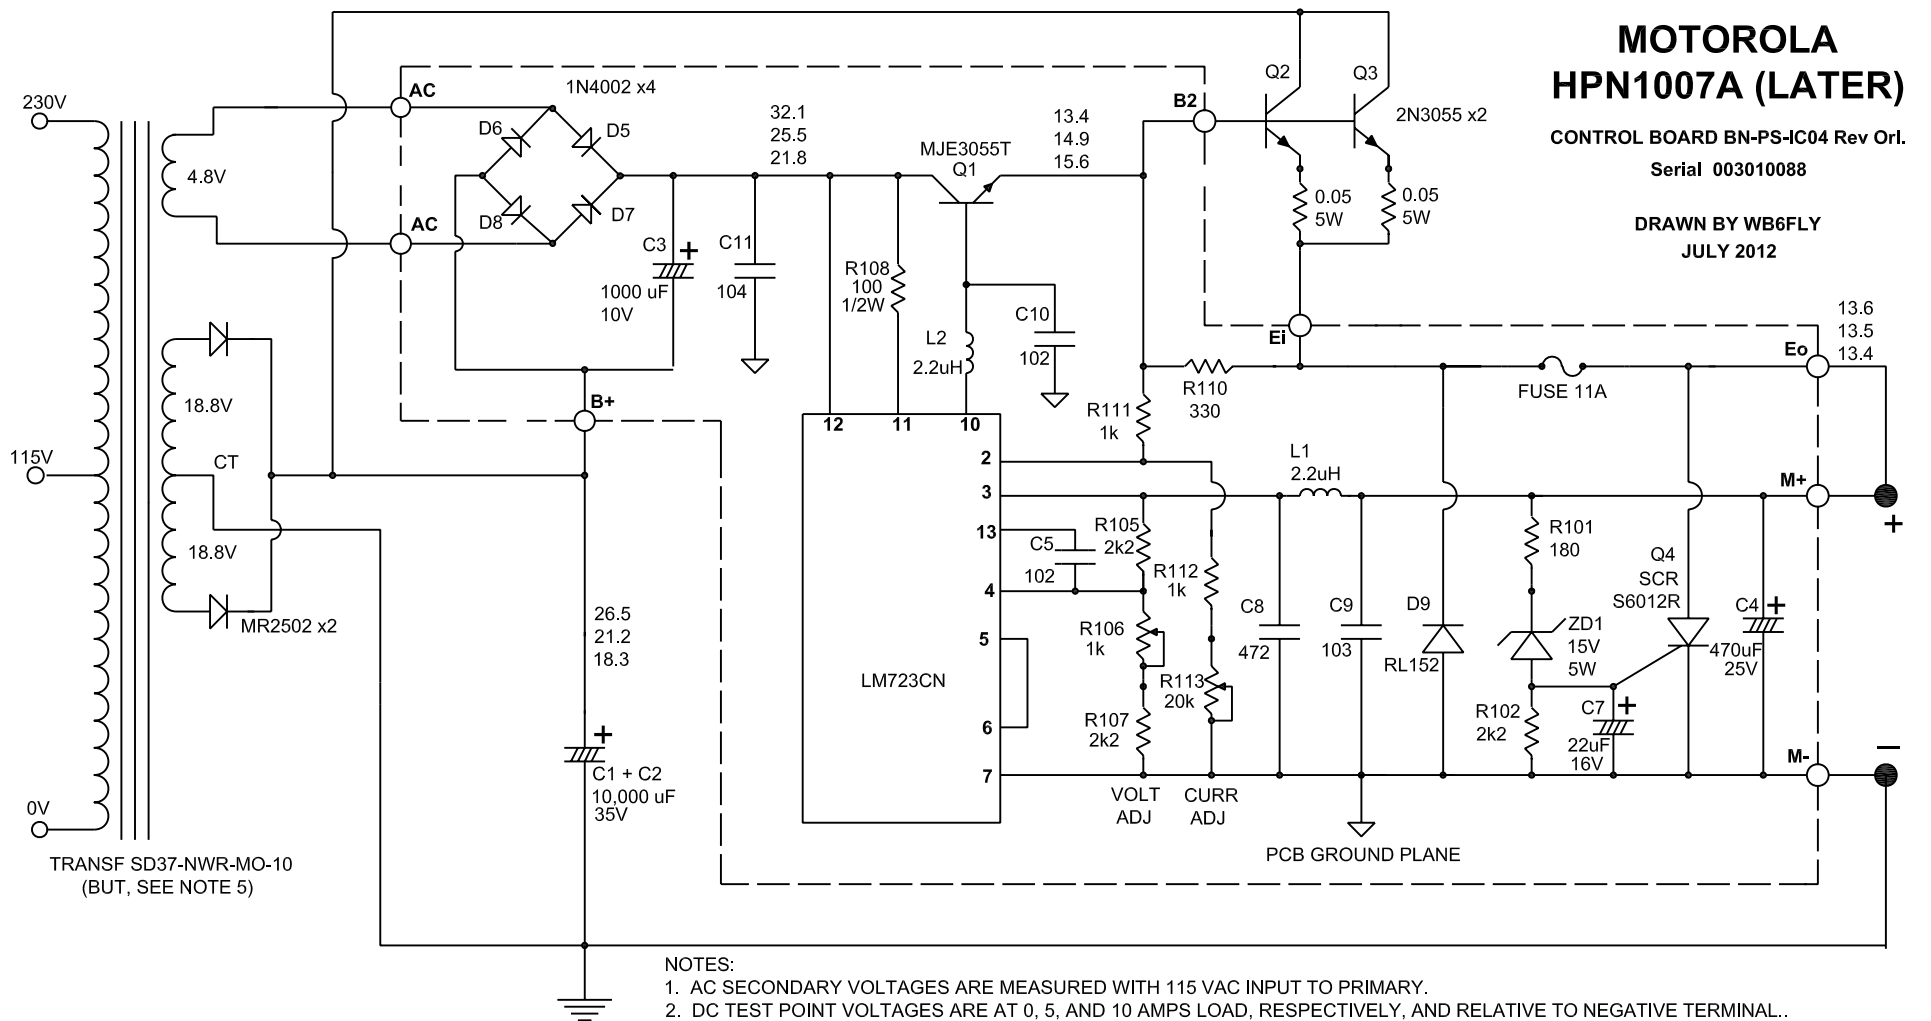 MOTOROLA
HPN1007A (LATER)
CONTROL BOARD BN-PS-IC04 Rev Orl.
Serial 003010088
DRAWN BY WB6FLY
JULY 2012
230V
115V
0V
4.8V
18.8V
CT
18.8V
MR2502 x2
TRANSF SD37-NWR-MO-10
(BUT, SEE NOTE 5)
AC
AC
1N4002 x4
D6
D5
D8
D7
B+
C3
+
1000 uF
10V
C11
104
32.1
25.5
21.8
R108
100
1/2W
MJE3055T
Q1
L2
2.2uH
C10
102
13.4
14.9
15.6
B2
Q2
Q3
2N3055 x2
0.05
5W
0.05
5W
Ei
R110
330
R111
1k
FUSE 11A
Eo
13.6
13.5
13.4
26.5
21.2
18.3
+
C1 + C2
10,000 uF
35V
12
11
10
2
3
13
4
5
6
7
LM723CN
C5
102
R105
2k2
R106
1k
R107
2k2
R112
1k
R113
20k
VOLT
ADJ
CURR
ADJ
L1
2.2uH
C8
472
C9
103
D9
RL152
R101
180
ZD1
15V
5W
R102
2k2
C7
+
22uF
16V
Q4
SCR
S6012R
C4
+
470uF
25V
M+
+
M-
–
PCB GROUND PLANE
NOTES:
1. AC SECONDARY VOLTAGES ARE MEASURED WITH 115 VAC INPUT TO PRIMARY.
2. DC TEST POINT VOLTAGES ARE AT 0, 5, AND 10 AMPS LOAD, RESPECTIVELY, AND RELATIVE TO NEGATIVE TERMINAL..